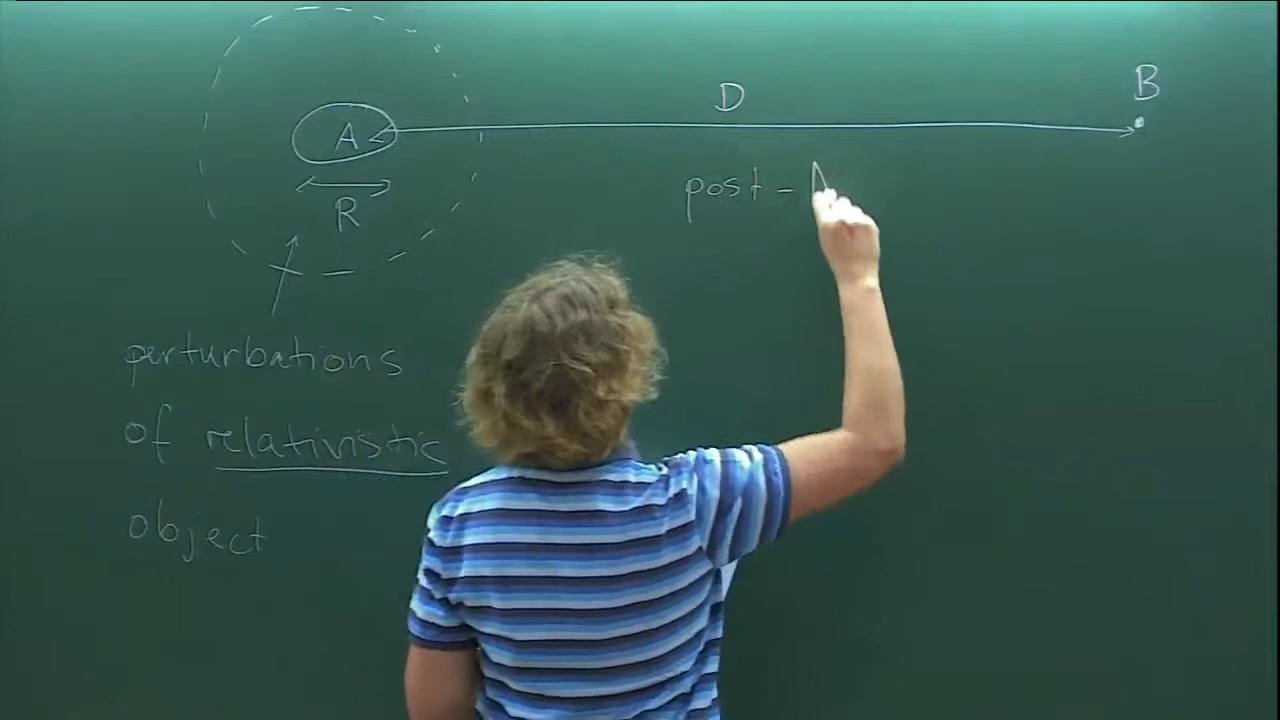 D
B
A
post -
R
perturbations
of relativistic
object